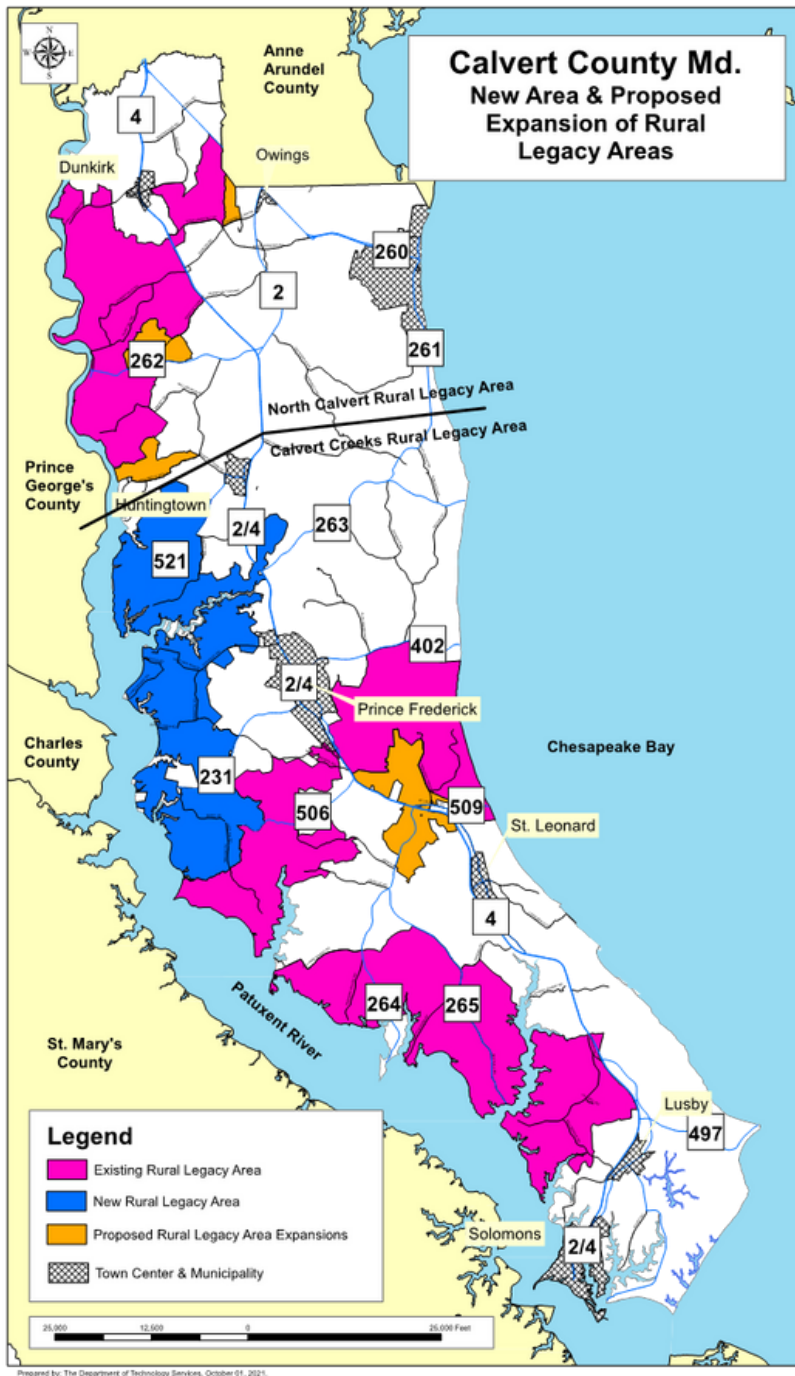 N
W
E
S
Anne
Arundel
County
Calvert County Md.
New Area & Proposed
Expansion of Rural
Legacy Areas
4
Dunkirk
Owings
260
2
262
261
North Calvert Rural Legacy Area
Calvert Creeks Rural Legacy Area
Prince
George's
County
Huntingtown
2/4
263
521
402
2/4
Prince Frederick
Charles
County
Chesapeake Bay
231
506
509
St. Leonard
4
264
265
Patuxent River
St. Mary's
County
Lusby
497
Legend
Existing Rural Legacy Area
New Rural Legacy Area
Proposed Rural Legacy Area Expansions
Town Center & Municipality
Solomons
2/4
25,000
12,500
0
25,000 Feet
Prepared by: The Department of Technology Services, October 01, 2021.